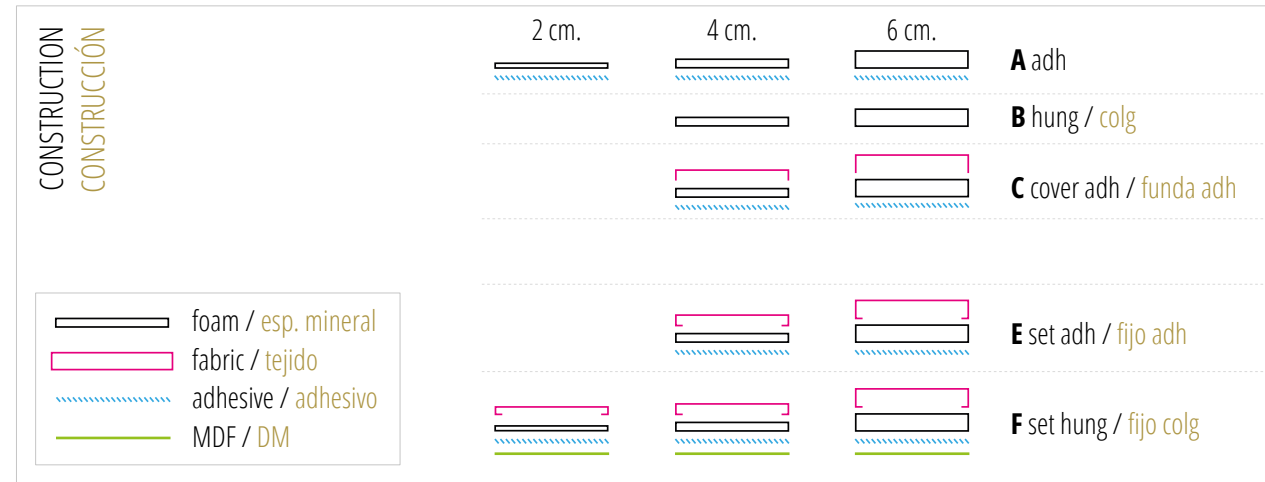 CONSTRUCTION
CONSTRUCCIÓN
2 cm.
4 cm.
6 cm.
A adh
B hung / colg
C cover adh / funda adh
E set adh / fijo adh
F set hung / fijo colg
foam / esp. mineral
fabric / tejido
adhesive / adhesivo
MDF / DM